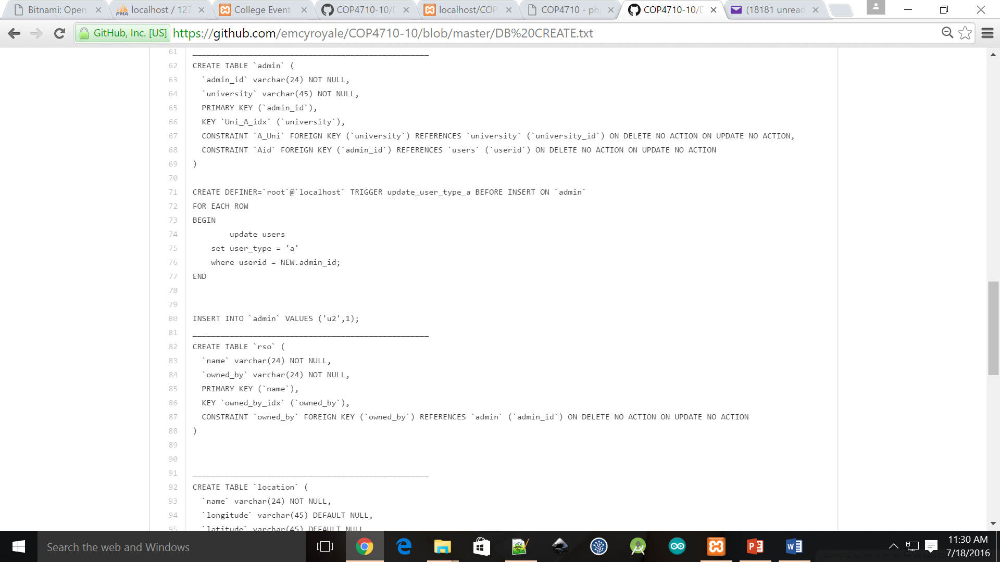 Bitnami: Open
localhost / 127
College Event
COP4710-10/D
localhost/COP
COP4710 - ph
COP4710-10/D
(18181 unread
GitHub, Inc. [US]
https://github.com/emcyroyale/COP4710-10/blob/master/DB%20CREATE.txt
61 ___________________________________________________
62 CREATE TABLE `admin` (
63   `admin_id` varchar(24) NOT NULL,
64   `university` varchar(45) NOT NULL,
65   PRIMARY KEY (`admin_id`),
66   KEY `Uni_A_idx` (`university`),
67   CONSTRAINT `A_Uni` FOREIGN KEY (`university`) REFERENCES `university` (`university_id`) ON DELETE NO ACTION ON UPDATE NO ACTION,
68   CONSTRAINT `Aid` FOREIGN KEY (`admin_id`) REFERENCES `users` (`userid`) ON DELETE NO ACTION ON UPDATE NO ACTION
69 )
70
71 CREATE DEFINER=`root`@`localhost` TRIGGER update_user_type_a BEFORE INSERT ON `admin`
72 FOR EACH ROW
73 BEGIN
74         update users
75     set user_type = 'a'
76     where userid = NEW.admin_id;
77 END
78
79
80 INSERT INTO `admin` VALUES ('u2',1);
81 ___________________________________________________
82 CREATE TABLE `rso` (
83   `name` varchar(24) NOT NULL,
84   `owned_by` varchar(24) NOT NULL,
85   PRIMARY KEY (`name`),
86   KEY `owned_by_idx` (`owned_by`),
87   CONSTRAINT `owned_by` FOREIGN KEY (`owned_by`) REFERENCES `admin` (`admin_id`) ON DELETE NO ACTION ON UPDATE NO ACTION
88 )
89
90
91 ___________________________________________________
92 CREATE TABLE `location` (
93   `name` varchar(24) NOT NULL,
94   `longitude` varchar(45) DEFAULT NULL,
95   `latitude` varchar(45) DEFAULT NULL
Search the web and Windows
11:30 AM
7/18/2016